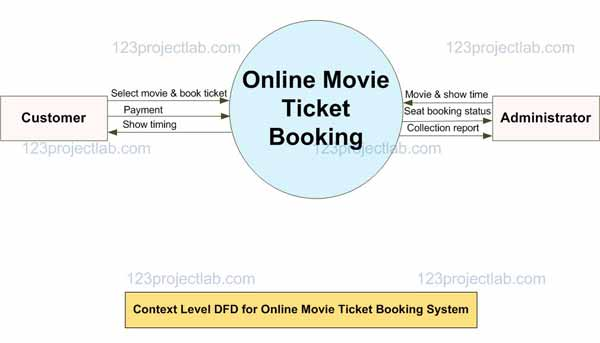 123projectlab.com
123projectlab.com
Online Movie
Ticket
Booking
Select movie & book ticket
Payment
Show timing
Customer
Movie & show time
Seat booking status
Collection report
Administrator
123projectlab.com
123projectlab.com
123projectlab.com
123projectlab.com
Context Level DFD for Online Movie Ticket Booking System